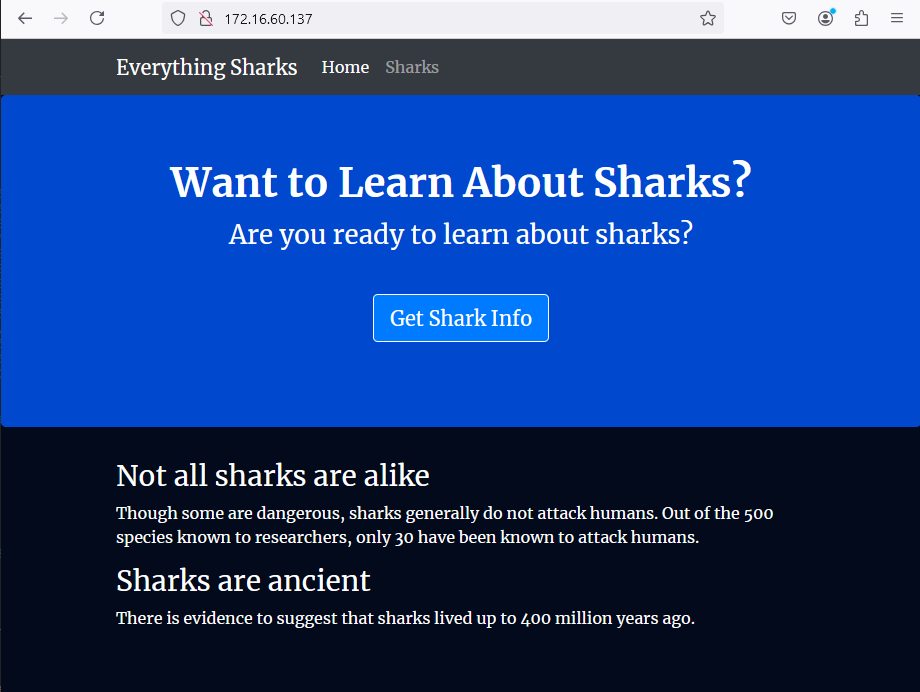 172.16.60.137
Everything Sharks Home Sharks
Want to Learn About Sharks?
Are you ready to learn about sharks?
Get Shark Info
Not all sharks are alike
Though some are dangerous, sharks generally do not attack humans. Out of the 500
species known to researchers, only 30 have been known to attack humans.
Sharks are ancient
There is evidence to suggest that sharks lived up to 400 million years ago.